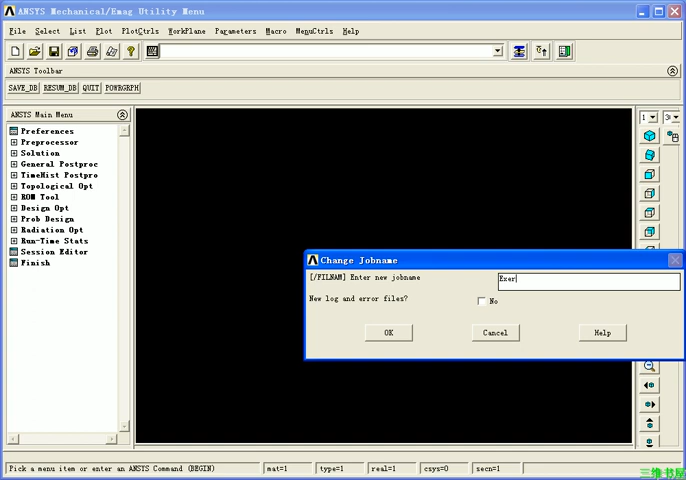 ANSYS Mechanical/Emag Utility Menu
File Select List Plot PlotCtrls WorkPlane Parameters Macro MenuCtrls Help
ANSYS Toolbar
SAVE_DB RESUM_DB QUIT POWRGRPH
ANSYS Main Menu
1
Preferences
Preprocessor
Solution
General Postproc
TimeHist Postpro
Topological Opt
ROM Tool
Design Opt
Prob Design
Radiation Opt
Run-Time Stats
Session Editor
Finish
Change Jobname
[/FILNAM] Enter new jobname Exer
New log and error files? No
OK Cancel Help
Pick a menu item or enter an ANSYS Command (BEGIN) mat=1 type=1 real=1 csys=0 secn=1
三维书屋